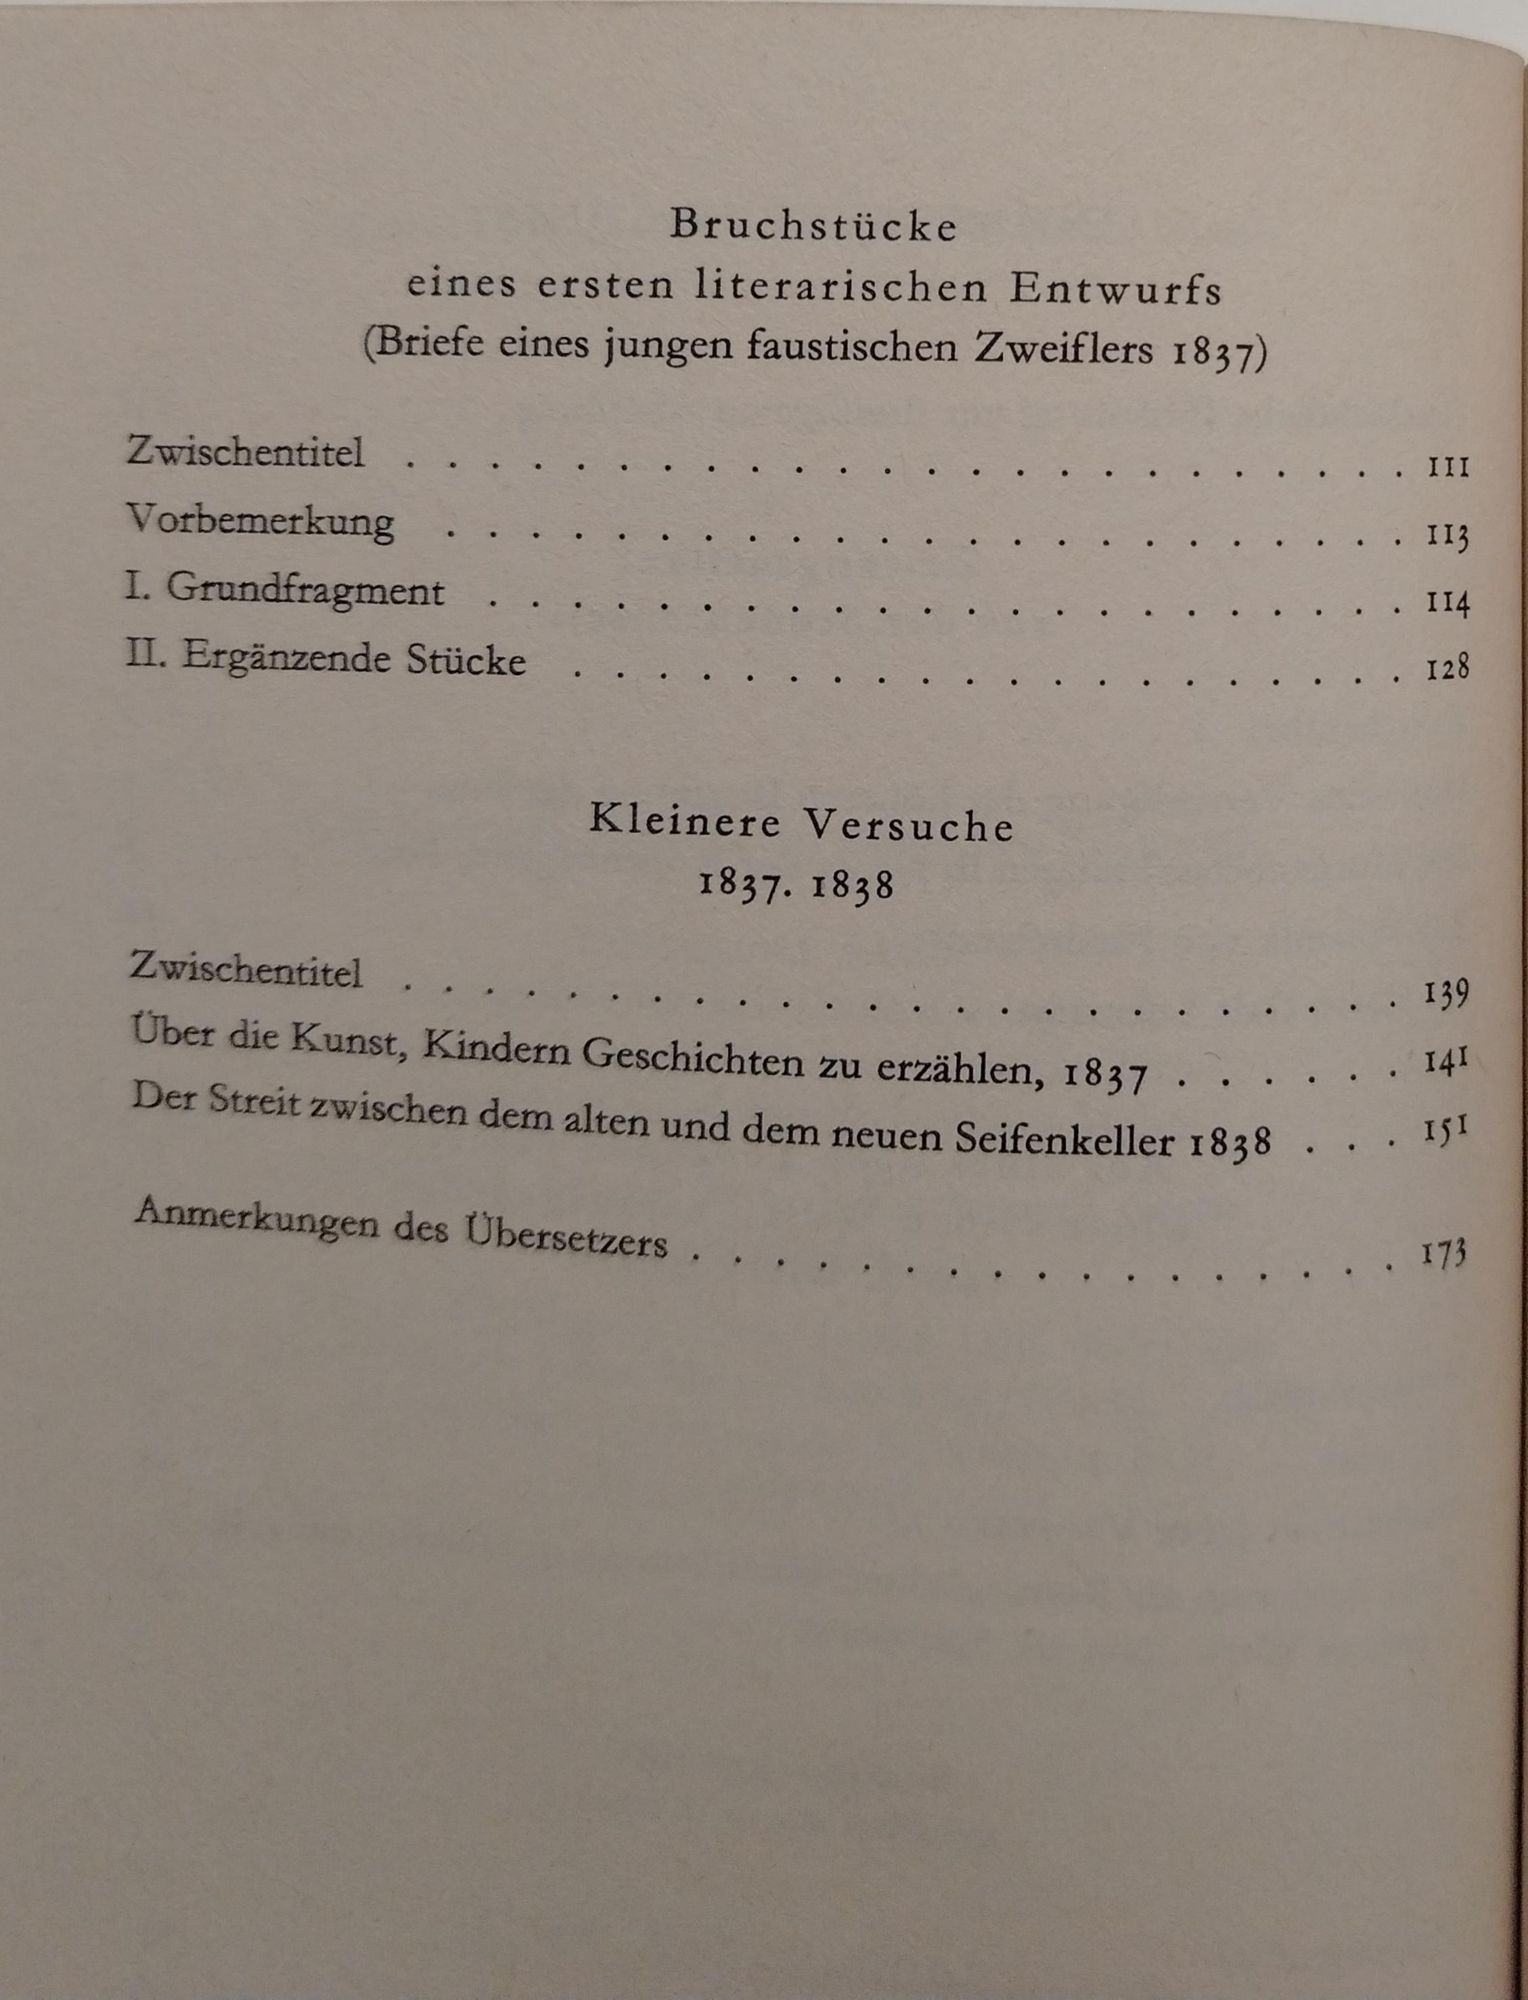 Bruchstücke
eines ersten literarischen Entwurfs
(Briefe eines jungen faustischen Zweiflers 1837)
Zwischentitel . . . . . . . . . . . . . . . . . . . . . . . . 111
Vorbemerkung . . . . . . . . . . . . . . . . . . . . . . . 113
I. Grundfragment . . . . . . . . . . . . . . . . . . . . . . 114
II. Ergänzende Stücke . . . . . . . . . . . . . . . . . . . . 128
Kleinere Versuche
1837. 1838
Zwischentitel . . . . . . . . . . . . . . . . . . . . . . . . 139
Über die Kunst, Kindern Geschichten zu erzählen, 1837 . . . . . . 141
Der Streit zwischen dem alten und dem neuen Seifenkeller 1838 . . . 151
Anmerkungen des Übersetzers . . . . . . . . . . . . . . . . . 173